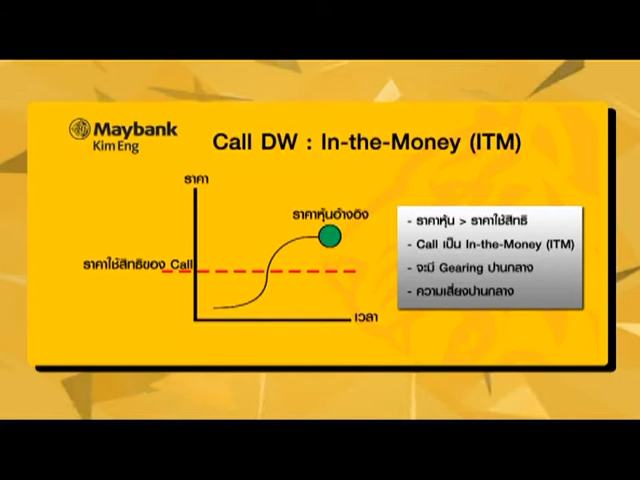 Maybank
Kim Eng
Call DW : In-the-Money (ITM)
ราคา
ราคาหุ้นอ้างอิง
ราคาใช้สิทธิของ Call
เวลา
- ราคาหุ้น > ราคาใช้สิทธิ
- Call เป็น In-the-Money (ITM)
- จะมี Gearing ปานกลาง
- ความเสี่ยงปานกลาง